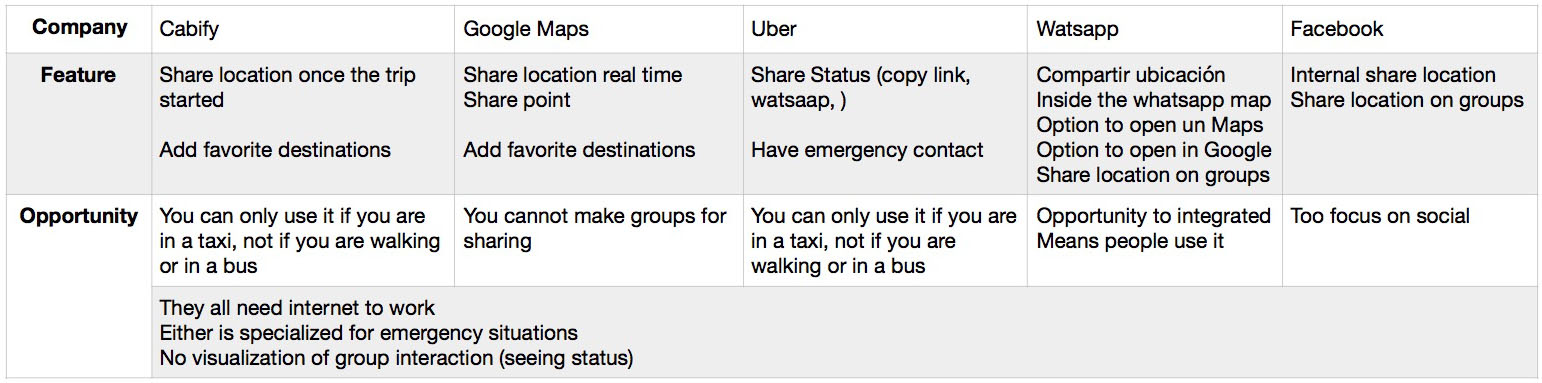 Company
Cabify
Google Maps
Uber
Watsapp
Facebook
Feature
Share location once the trip
started
Add favorite destinations
Share location real time
Share point
Add favorite destinations
Share Status (copy link,
watsaap, )
Have emergency contact
Compartir ubicación
Inside the whatsapp map
Option to open un Maps
Option to open in Google
Share location on groups
Internal share location
Share location on groups
Opportunity
You can only use it if you are
in a taxi, not if you are walking
or in a bus
You cannot make groups for
sharing
You can only use it if you are
in a taxi, not if you are
walking or in a bus
Opportunity to integrated
Means people use it
Too focus on social
They all need internet to work
Either is specialized for emergency situations
No visualization of group interaction (seeing status)